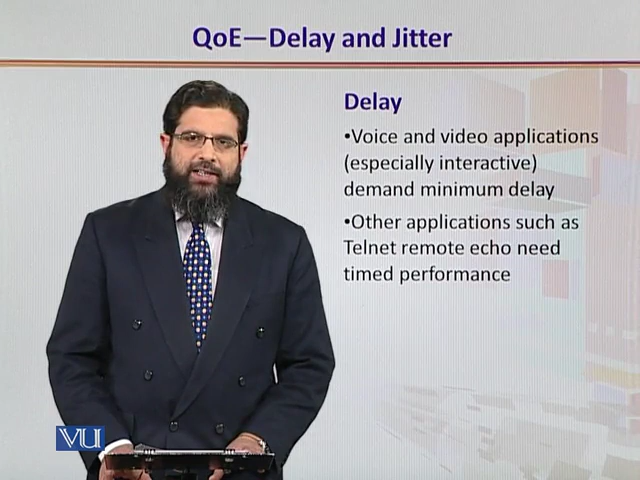 QoE—Delay and Jitter
Delay
•Voice and video applications
(especially interactive)
demand minimum delay
•Other applications such as
Telnet remote echo need
timed performance
VU